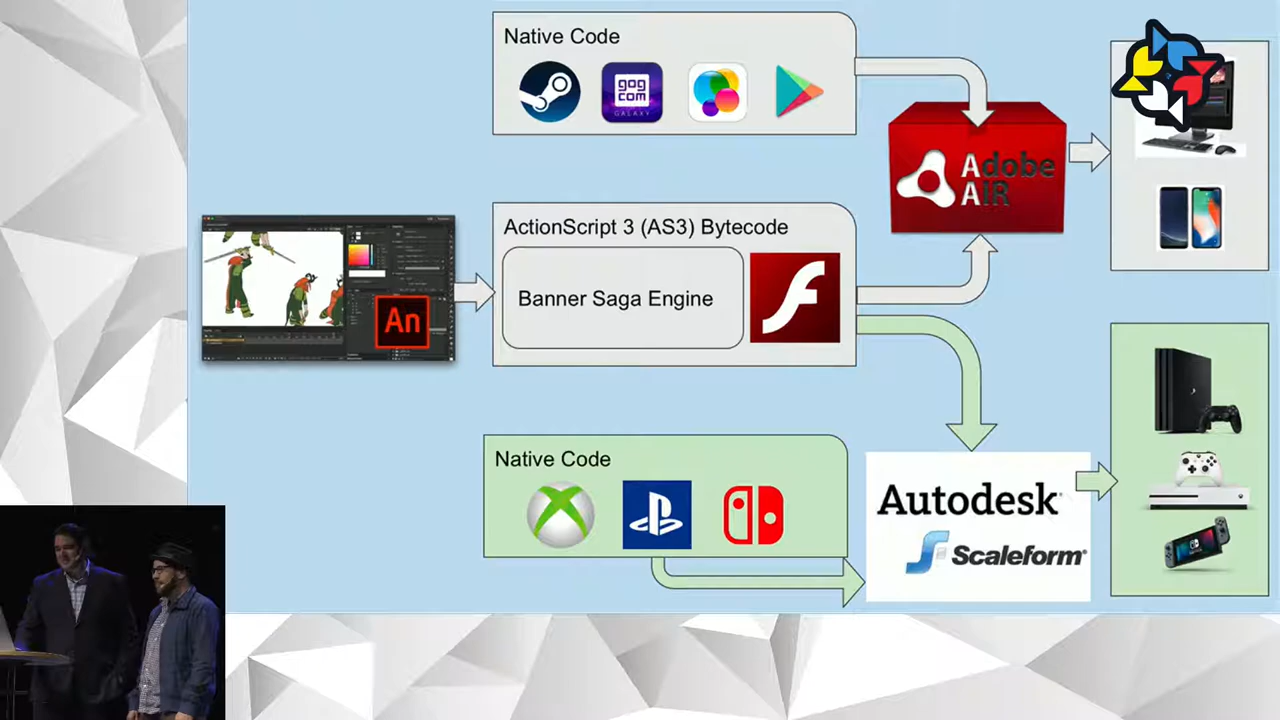 Native Code
gog
com
GALAXY
Adobe
AIR
ActionScript 3 (AS3) Bytecode
Banner Saga Engine
An
Native Code
Autodesk
Scaleform